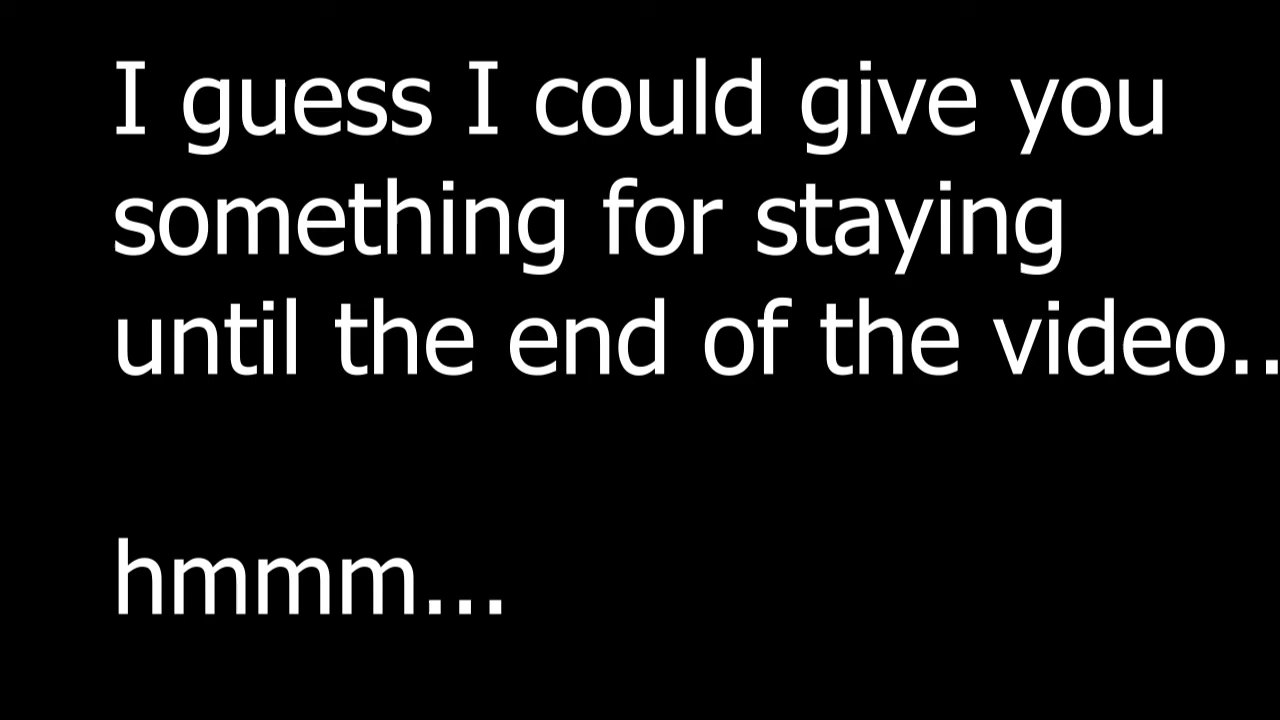 I guess I could give you
something for staying
until the end of the video..
hmmm...